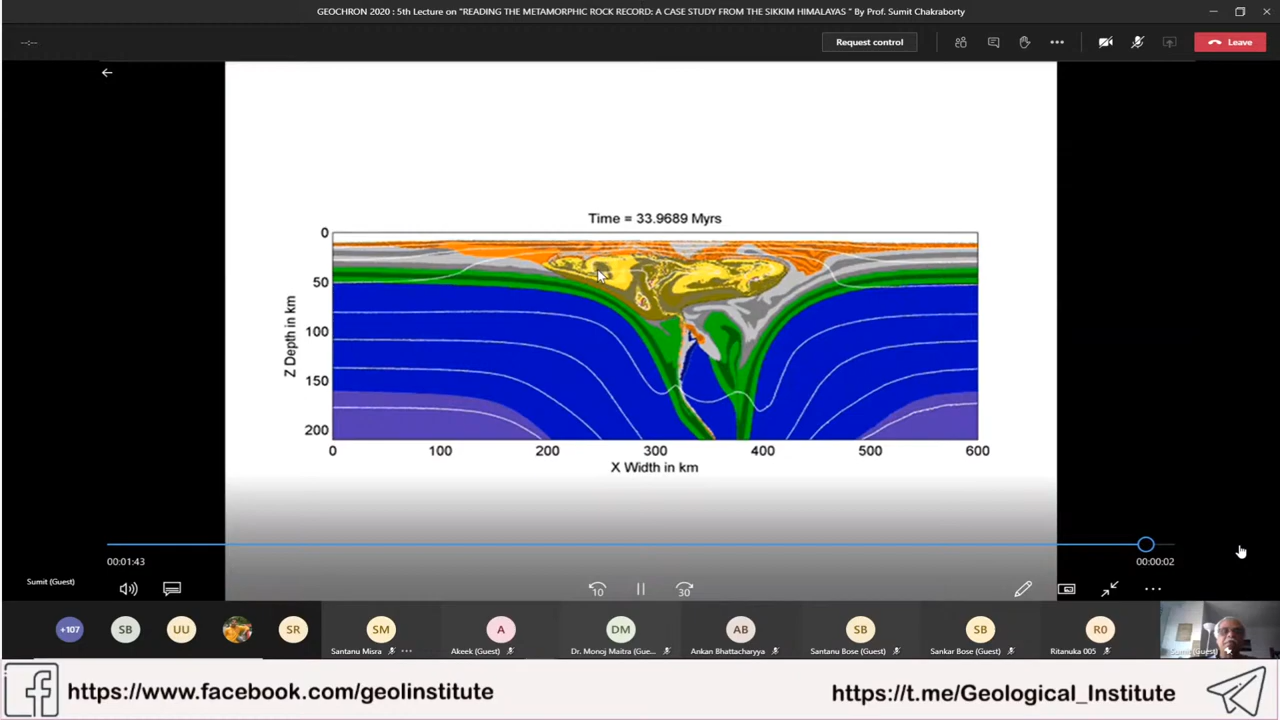 GEOCHRON 2020 : 5th Lecture on “READING THE METAMORPHIC ROCK RECORD: A CASE STUDY FROM THE SIKKIM HIMALAYAS ” By Prof. Sumit Chakraborty
--:--
Request control
Leave
Time = 33.9689 Myrs
0
50
100
150
200
Z Depth in km
0
100
200
300
400
500
600
X Width in km
00:01:43
00:00:02
Sumit (Guest)
10
30
+107
SB
UU
SR
SM
A
DM
AB
SB
SB
R0
Santanu Misra
Akeek (Guest)
Dr. Monoj Maitra (Gue...
Ankan Bhattacharyya
Santanu Bose (Guest)
Sankar Bose (Guest)
Ritanuka 005
Sumit (Guest)
https://www.facebook.com/geolinstitute
https://t.me/Geological_Institute